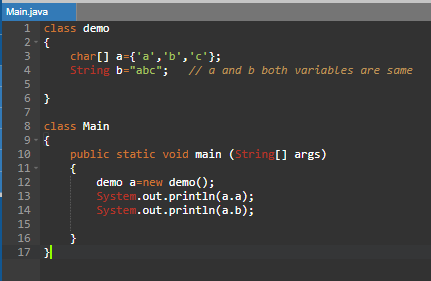 Main.java
1 class demo
2 {
3 char[] a={'a','b','c'};
4 String b="abc"; // a and b both variables are same
5
6 }
7
8 class Main
9 {
10 public static void main (String[] args)
11 {
12 demo a=new demo();
13 System.out.println(a.a);
14 System.out.println(a.b);
15
16 }
17 }